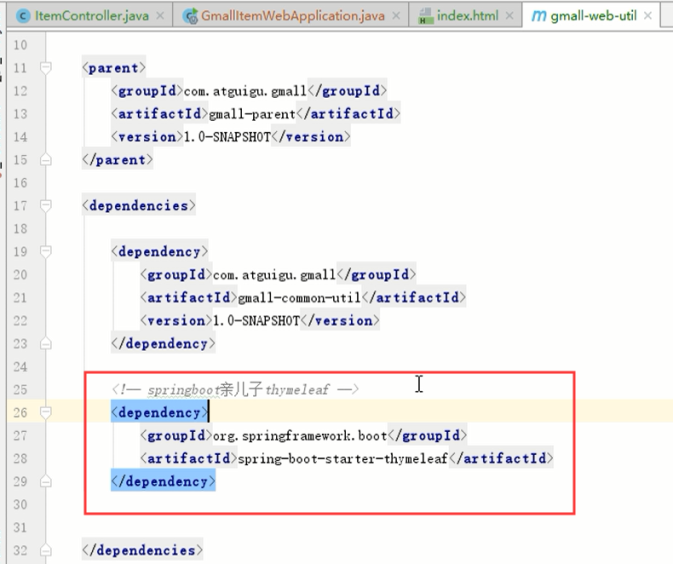 ItemController.java
GmallItemWebApplication.java
index.html
gmall-web-util
10
11 <parent>
12 <groupId>com.atguigu.gmall</groupId>
13 <artifactId>gmall-parent</artifactId>
14 <version>1.0-SNAPSHOT</version>
15 </parent>
16
17 <dependencies>
18
19 <dependency>
20 <groupId>com.atguigu.gmall</groupId>
21 <artifactId>gmall-common-util</artifactId>
22 <version>1.0-SNAPSHOT</version>
23 </dependency>
24
25 <!-- springboot亲儿子thymeleaf -->
26 <dependency>
27 <groupId>org.springframework.boot</groupId>
28 <artifactId>spring-boot-starter-thymeleaf</artifactId>
29 </dependency>
30
31
32 </dependencies>